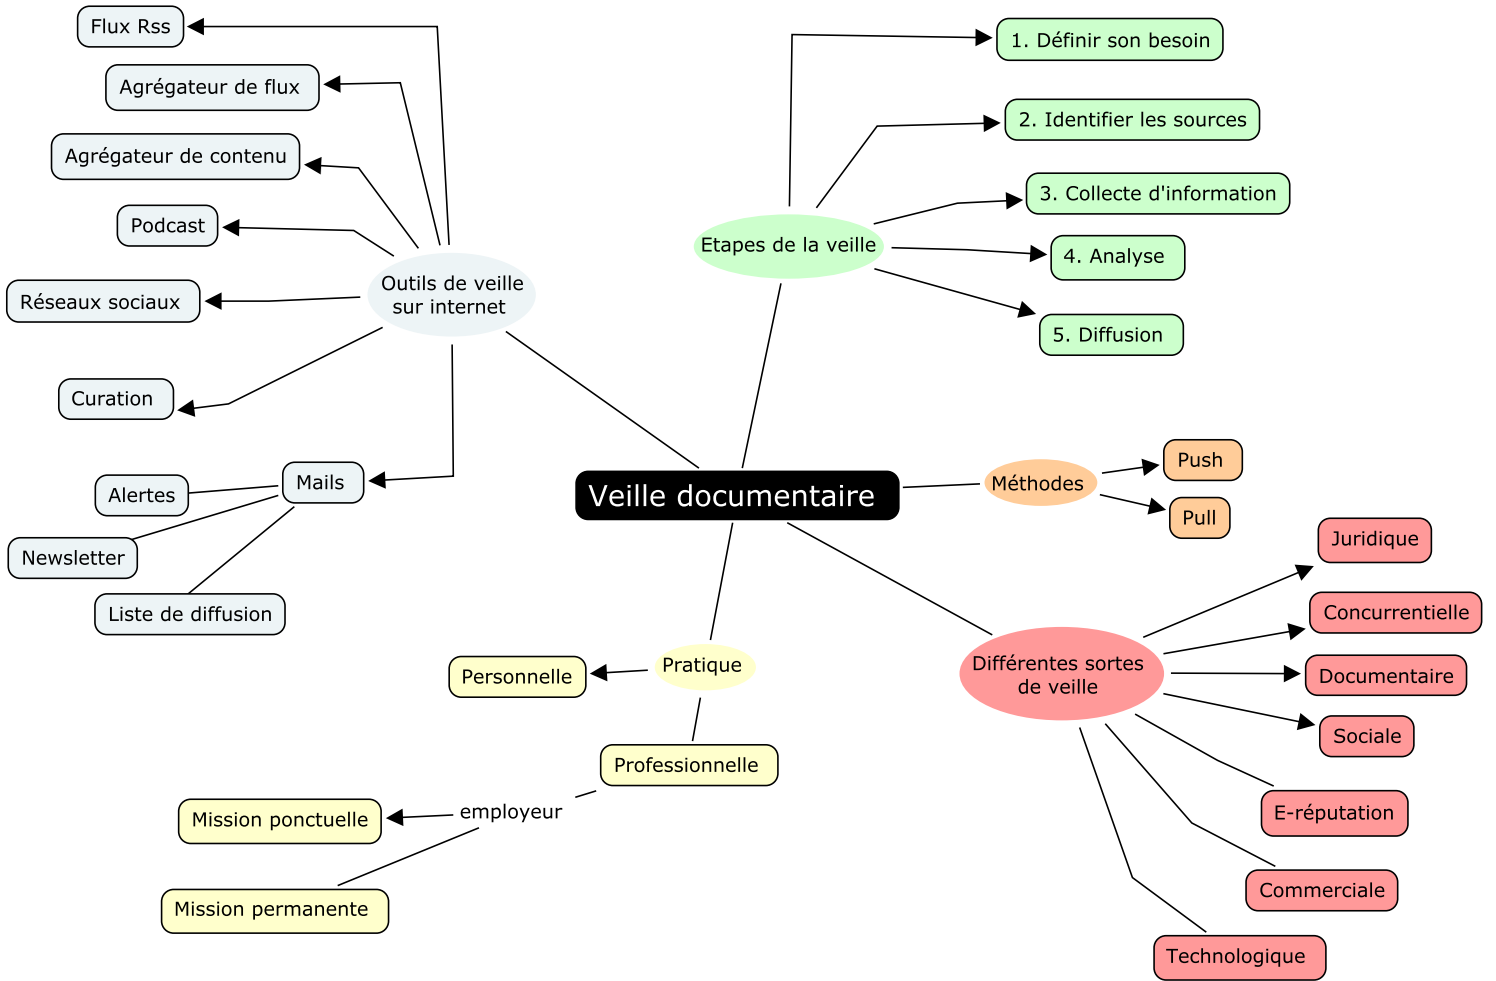 Flux Rss
Agrégateur de flux
Agrégateur de contenu
Podcast
Réseaux sociaux
Curation
Outils de veille
sur internet
Mails
Alertes
Newsletter
Liste de diffusion
Etapes de la veille
1. Définir son besoin
2. Identifier les sources
3. Collecte d'information
4. Analyse
5. Diffusion
Veille documentaire
Méthodes
Push
Pull
Différentes sortes
de veille
Juridique
Concurrentielle
Documentaire
Sociale
E-réputation
Commerciale
Technologique
Pratique
Personnelle
Professionnelle
employeur
Mission ponctuelle
Mission permanente